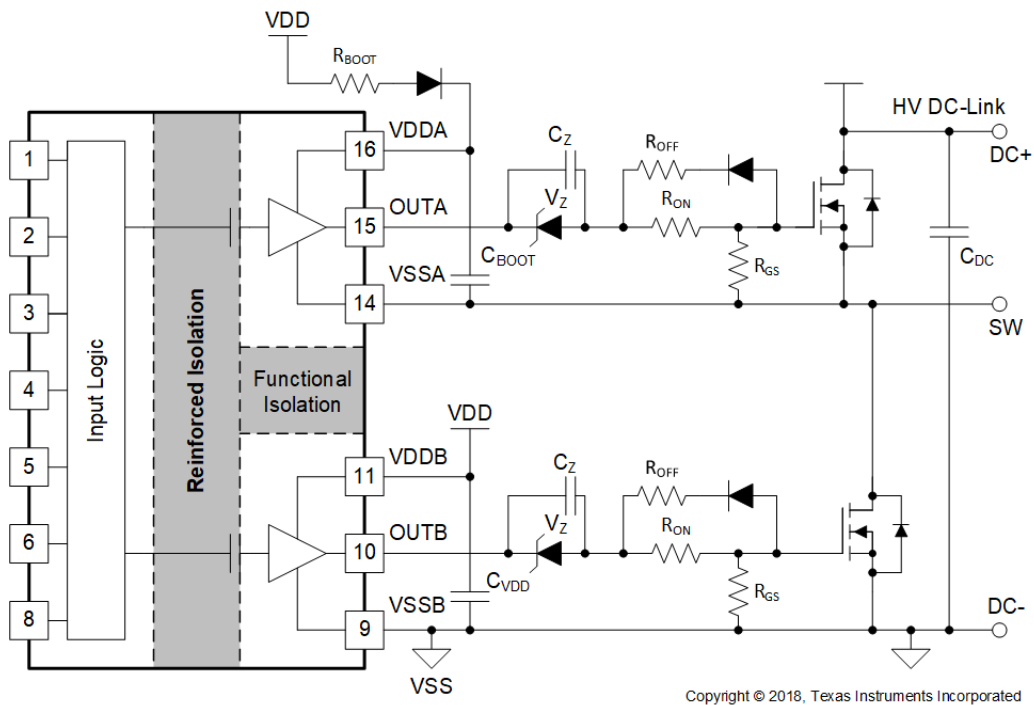 VDD
RBOOT
HV DC-Link
DC+
1
2
3
4
5
6
8
Input Logic
Reinforced Isolation
Functional
Isolation
16
VDDA
15
OUTA
VSSA
14
CBOOT
CZ
VZ
ROFF
RON
RGS
CDC
SW
VDD
11
VDDB
10
OUTB
VSSB
9
CVDD
CZ
VZ
ROFF
RON
RGS
DC-
VSS
Copyright © 2018, Texas Instruments Incorporated